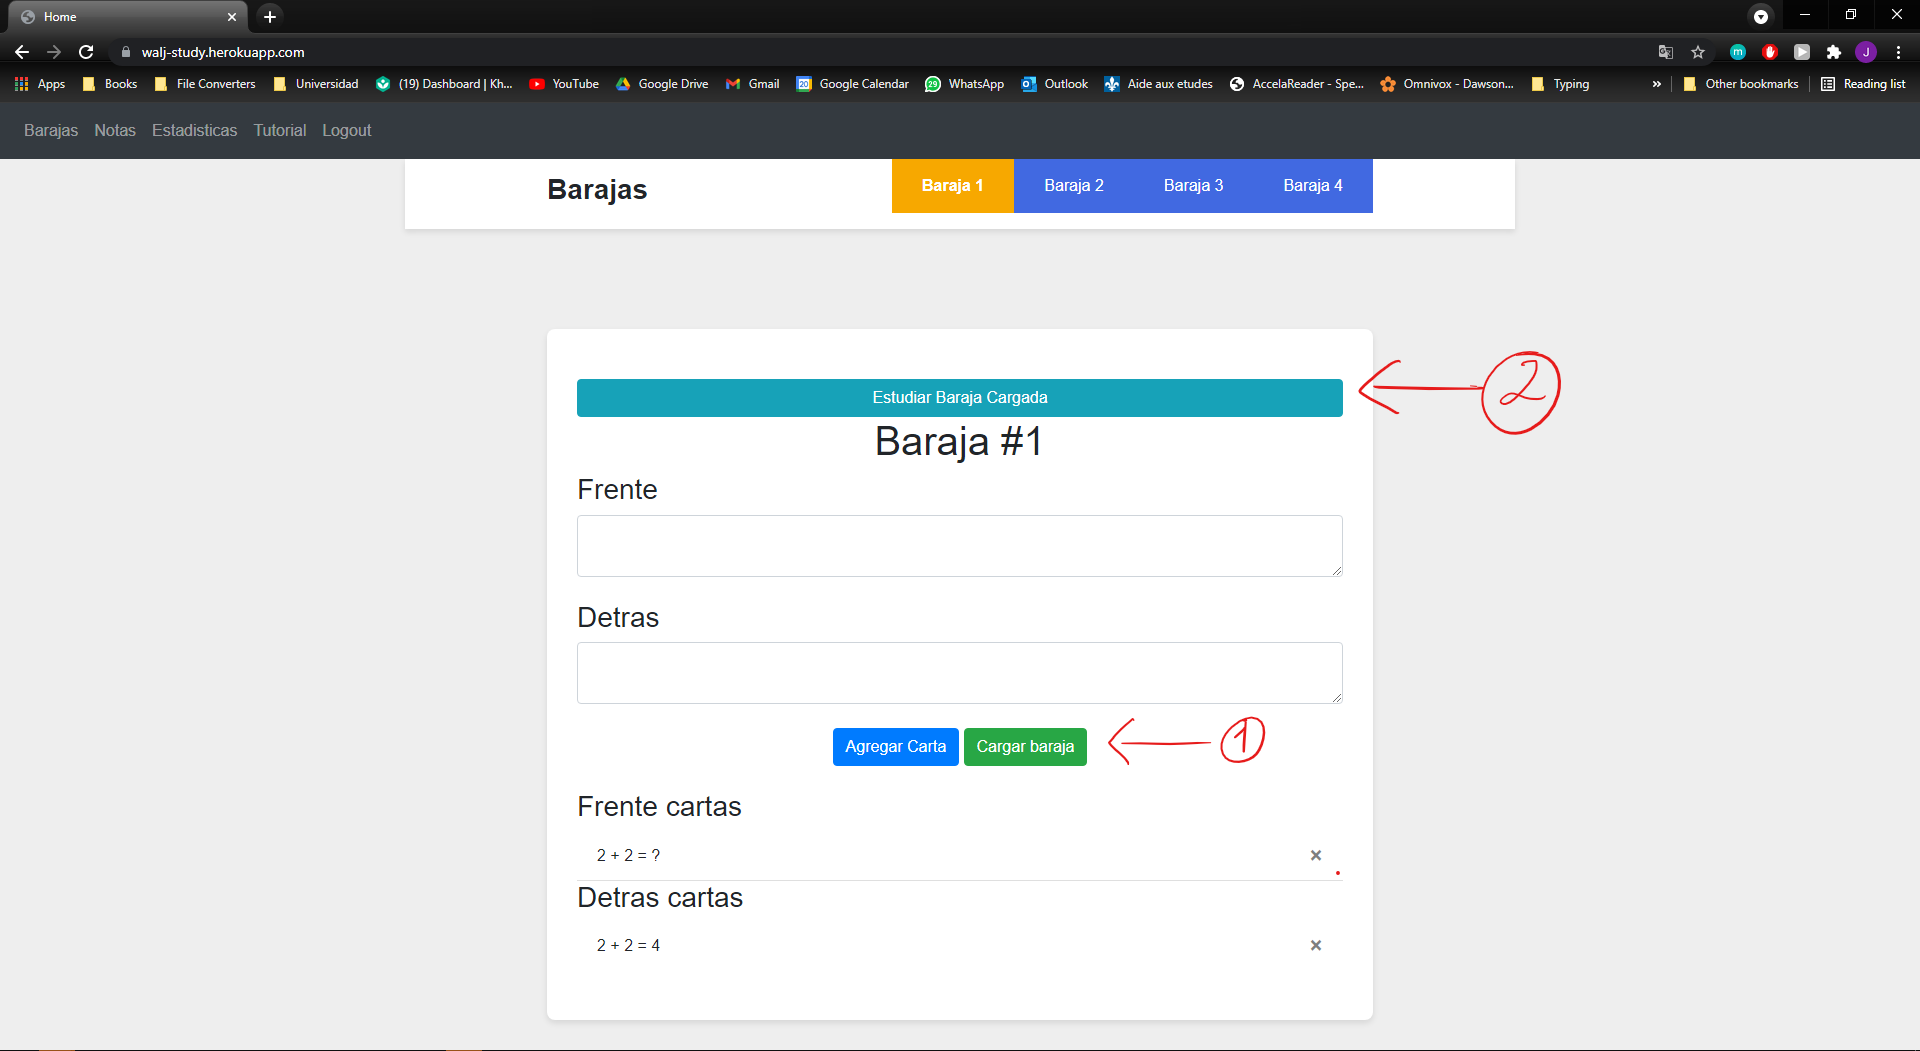 Home
walj-study.herokuapp.com
J
Apps Books File Converters Universidad (19) Dashboard | Kh... YouTube Google Drive Gmail 20 Google Calendar 29 WhatsApp Outlook Aide aux etudes AccelaReader - Spe... Omnivox - Dawson... Typing » Other bookmarks Reading list
Barajas Notas Estadisticas Tutorial Logout
Barajas Baraja 1 Baraja 2 Baraja 3 Baraja 4
Estudiar Baraja Cargada 2
Baraja #1
Frente
Detras
Agregar Carta Cargar baraja 1
Frente cartas
2 + 2 = ? ×
Detras cartas
2 + 2 = 4 ×